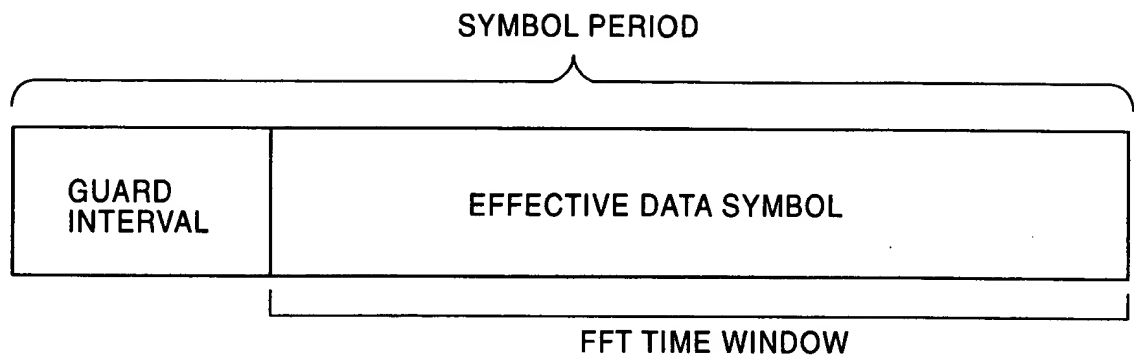 SYMBOL PERIOD
GUARD
INTERVAL
EFFECTIVE DATA SYMBOL
FFT TIME WINDOW